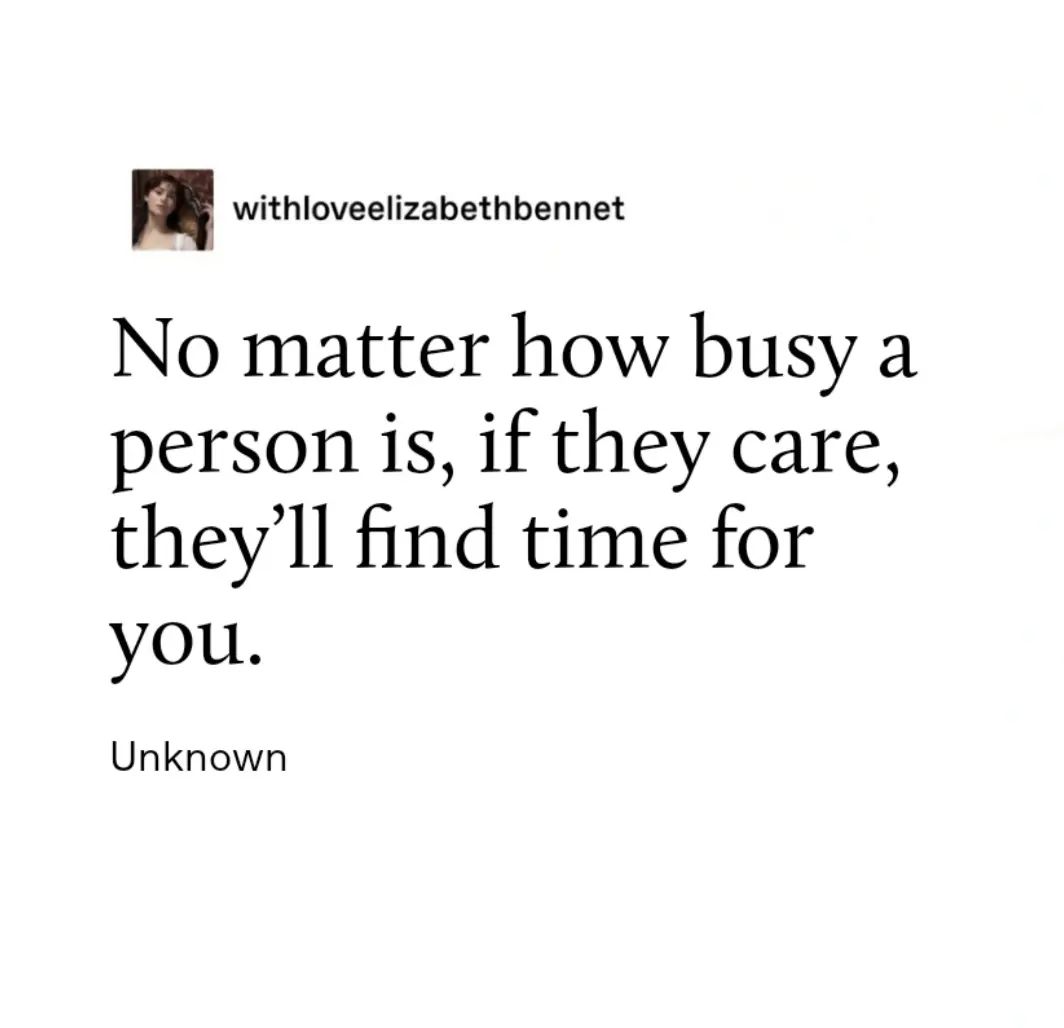 withloveelizabethbennet
No matter how busy a
person is, if they care,
they’ll find time for
you.
Unknown